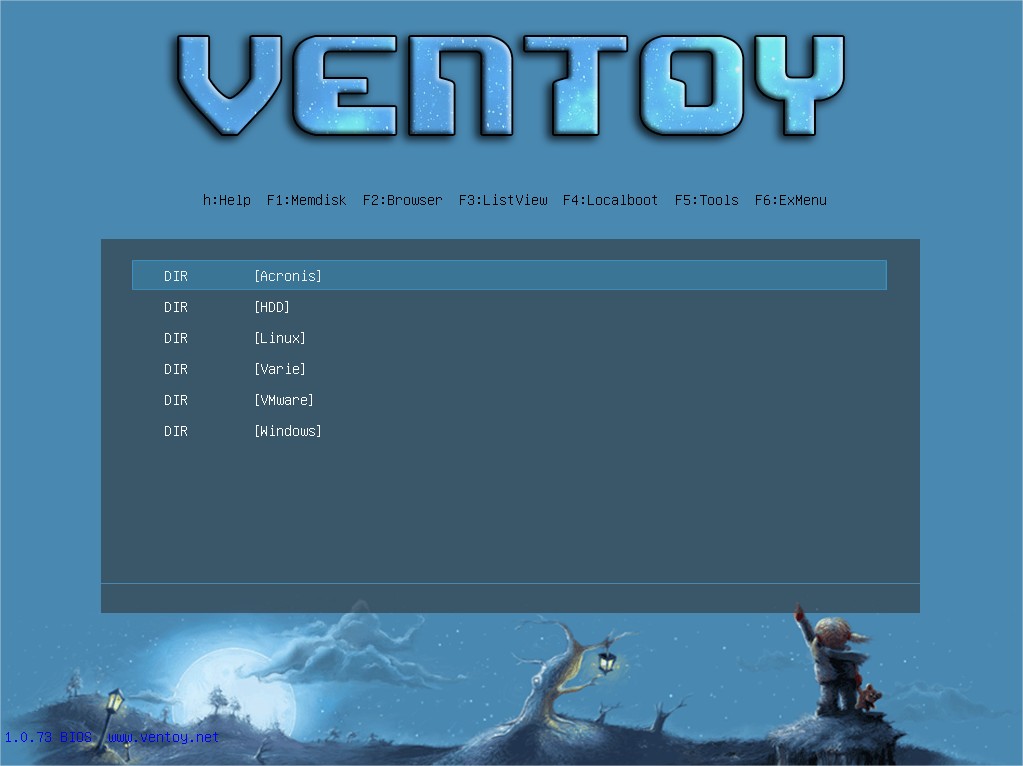 VENTOY
h:Help F1:Memdisk F2:Browser F3:ListView F4:Localboot F5:Tools F6:ExMenu
DIR [Acronis]
DIR [HDD]
DIR [Linux]
DIR [Varie]
DIR [VMware]
DIR [Windows]
1.0.73 BIOS www.ventoy.net